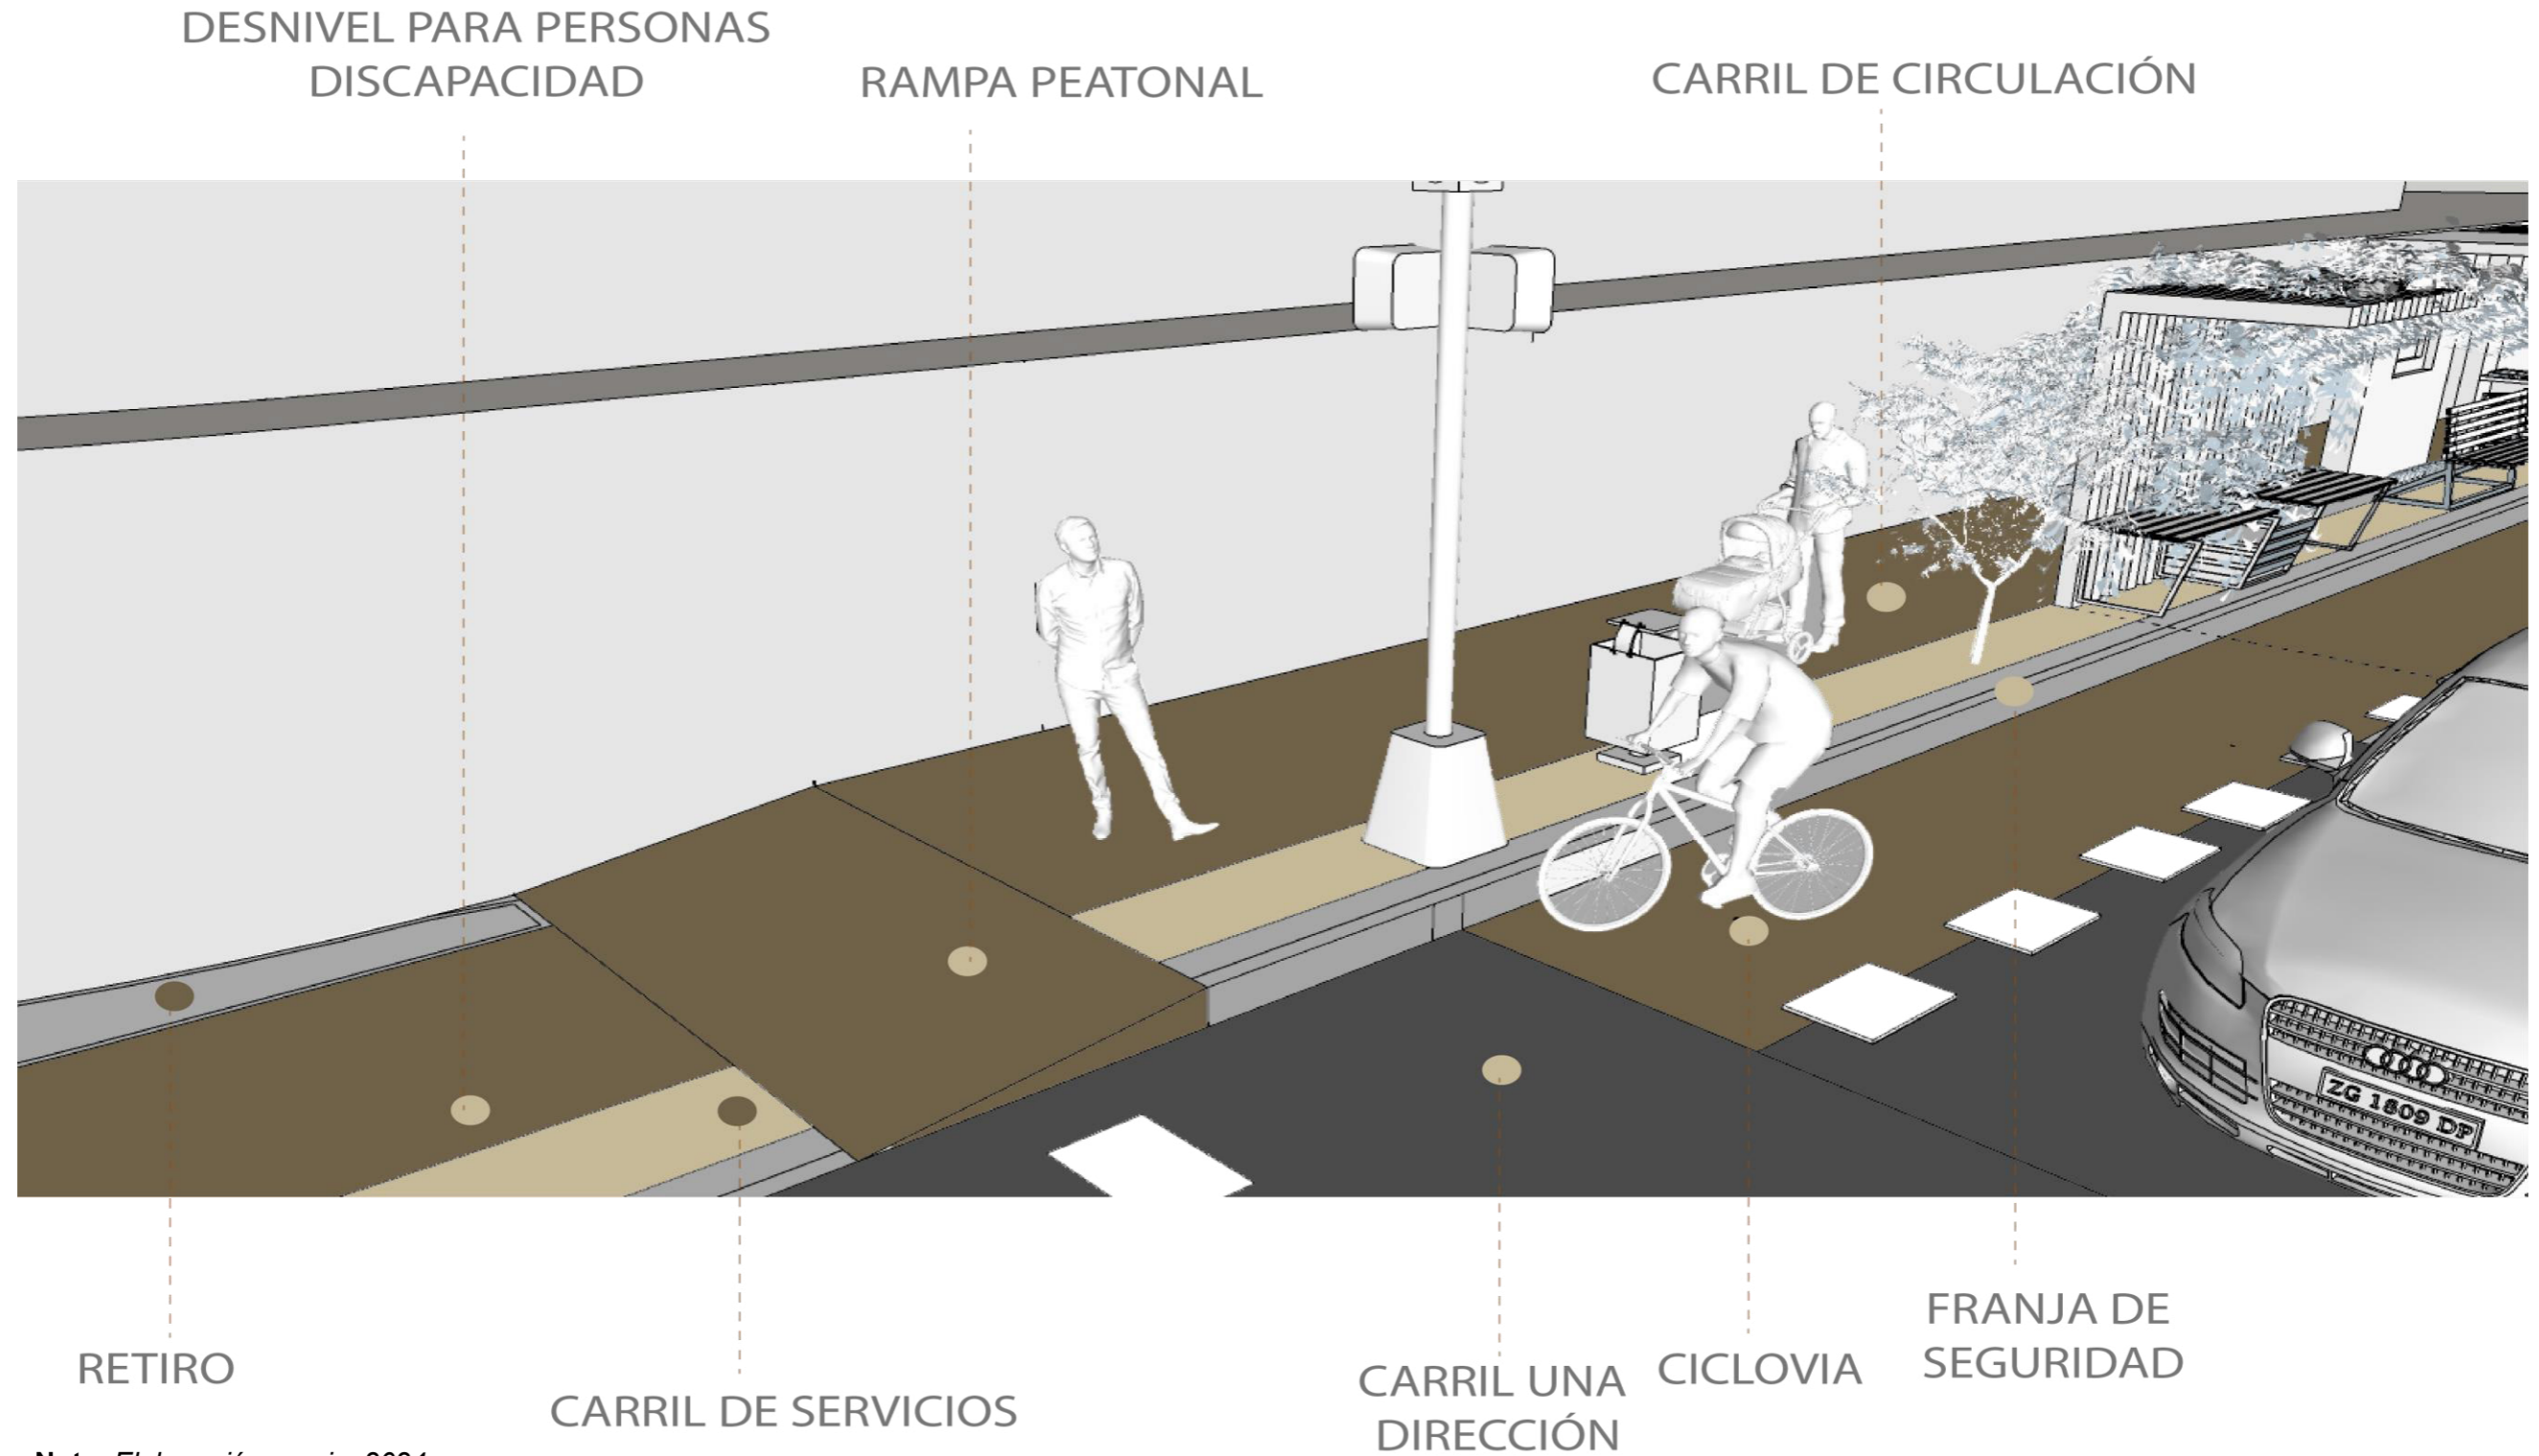 DESNIVEL PARA PERSONAS
DISCAPACIDAD
RAMPA PEATONAL
CARRIL DE CIRCULACIÓN
ZG 1809 DP
RETIRO
CARRIL DE SERVICIOS
CARRIL UNA
DIRECCIÓN
CICLOVIA
FRANJA DE
SEGURIDAD